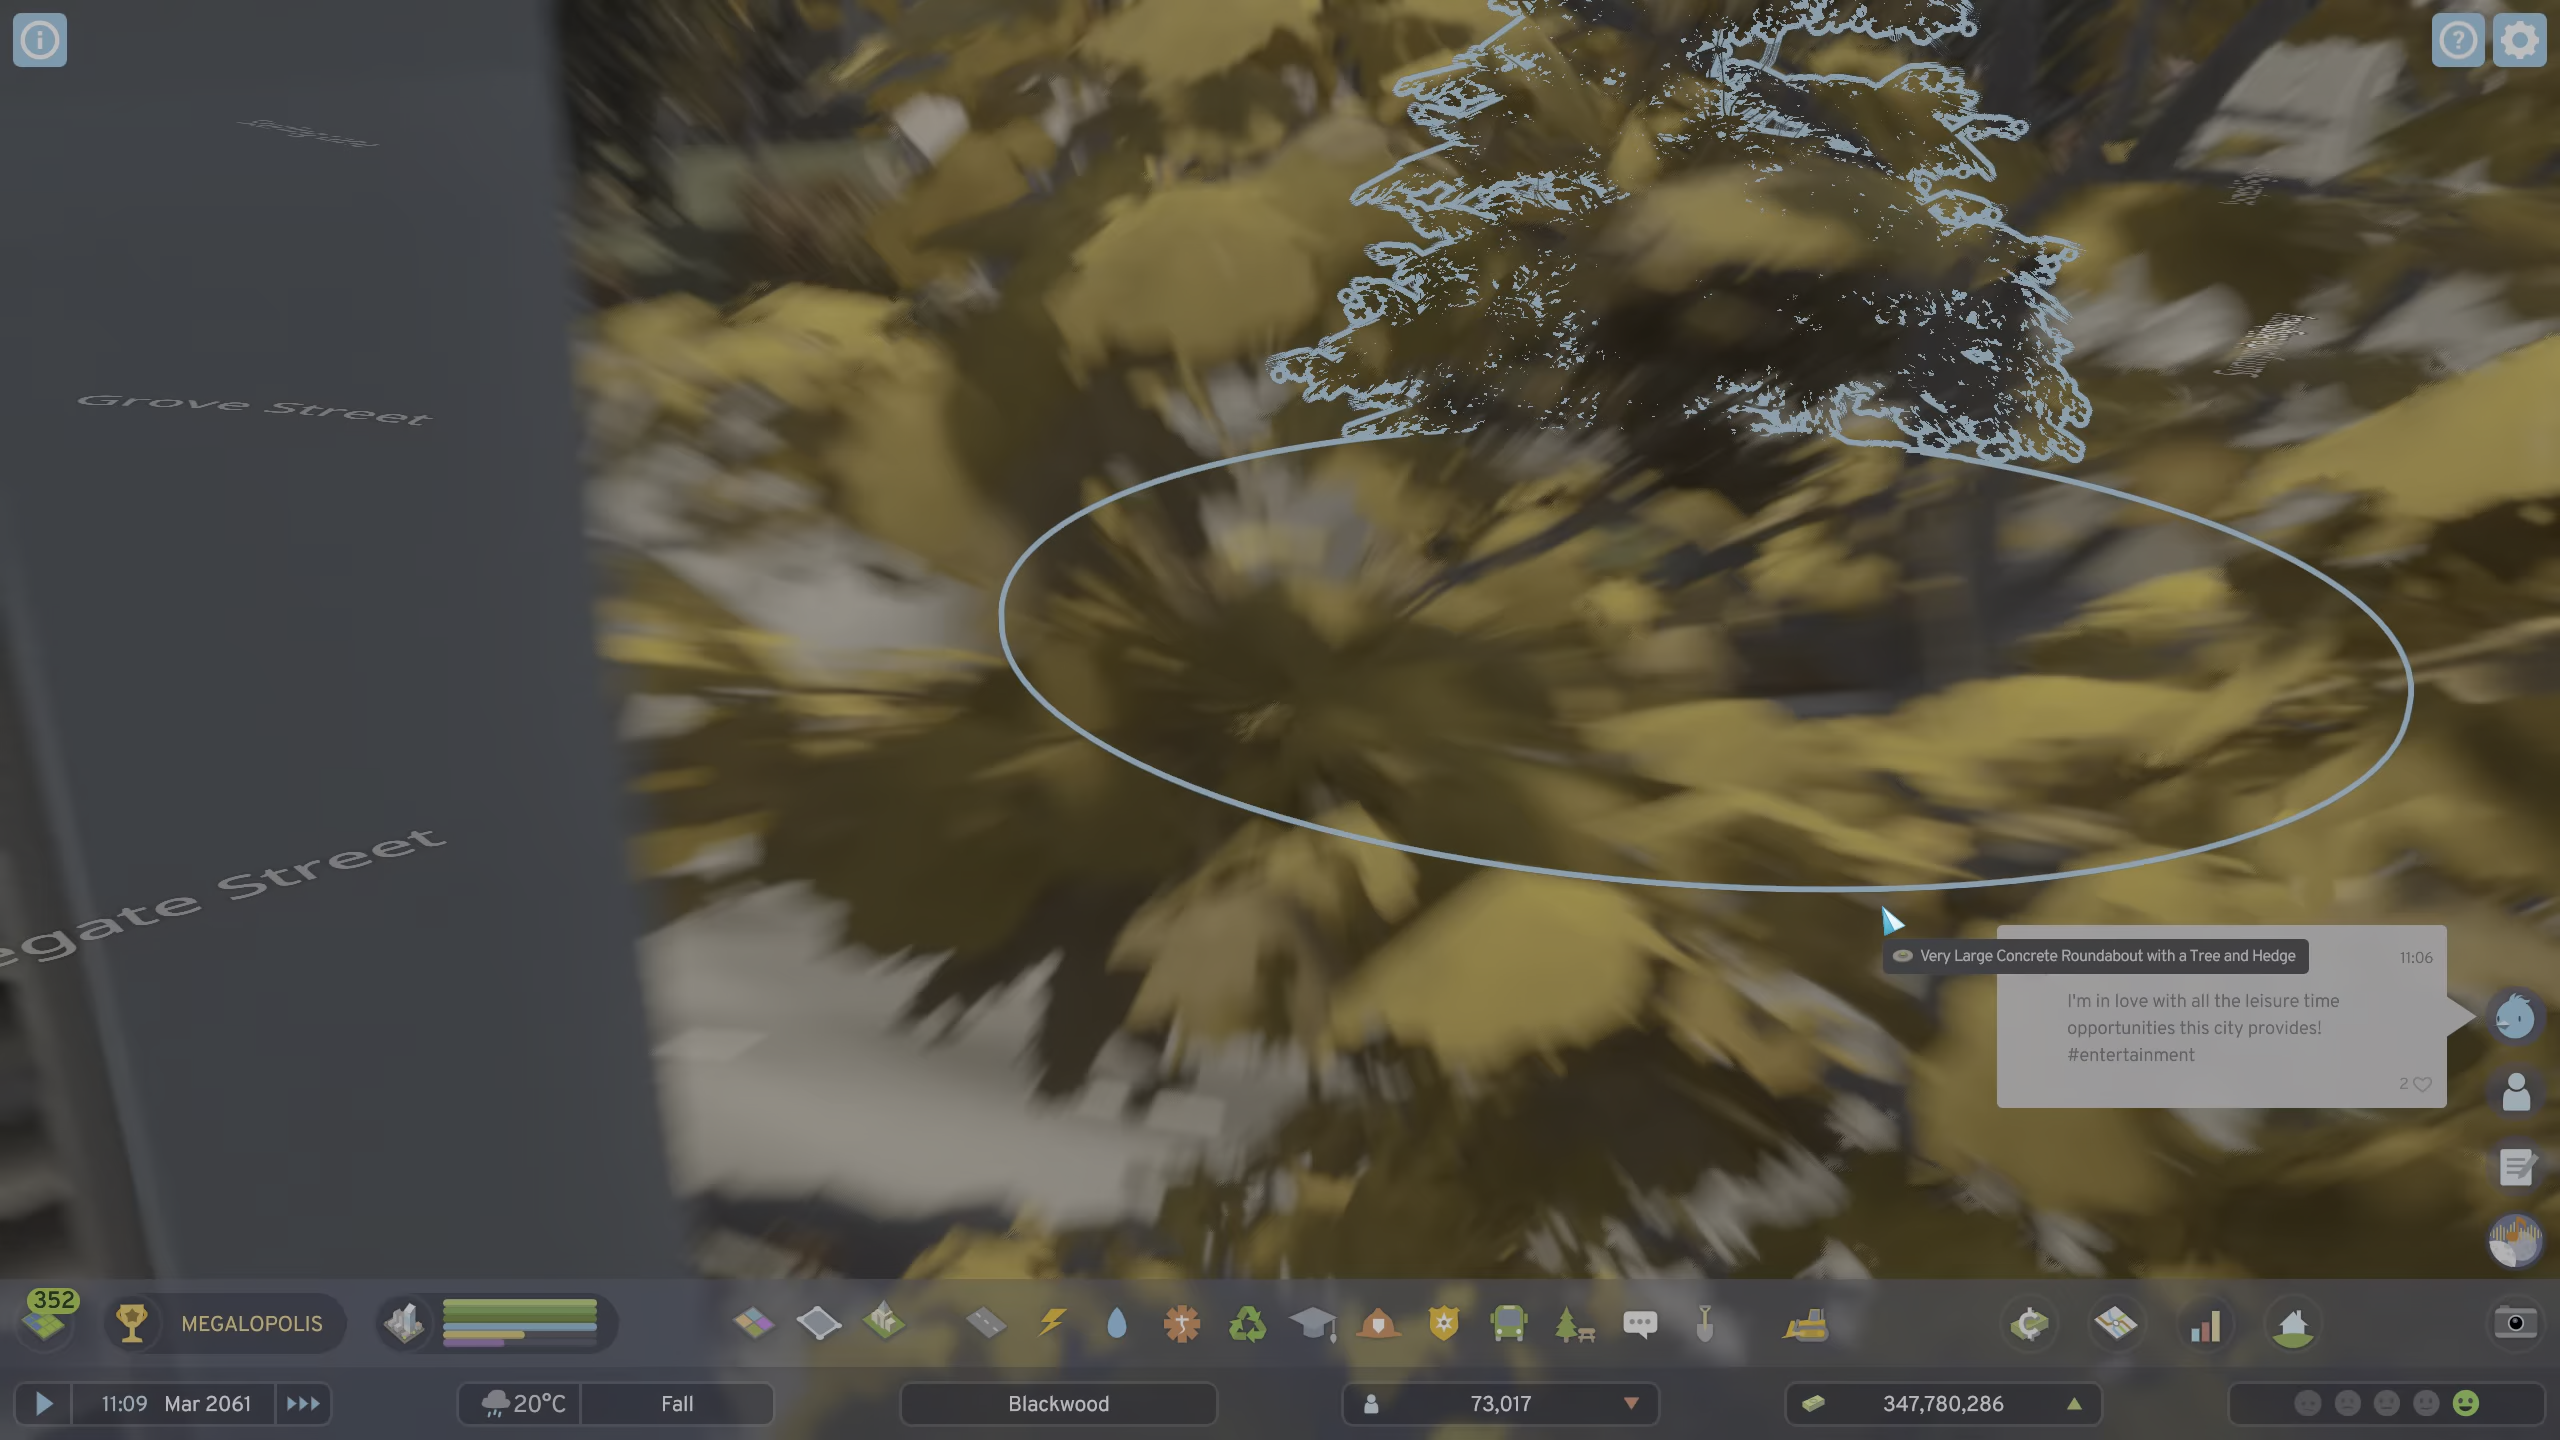 Grove Street
egate Street
Very Large Concrete Roundabout with a Tree and Hedge
11:06
I'm in love with all the leisure time
opportunities this city provides!
#entertainment
2
352
MEGALOPOLIS
11:09 Mar 2061
20°C
Fall
Blackwood
73,017
347,780,286